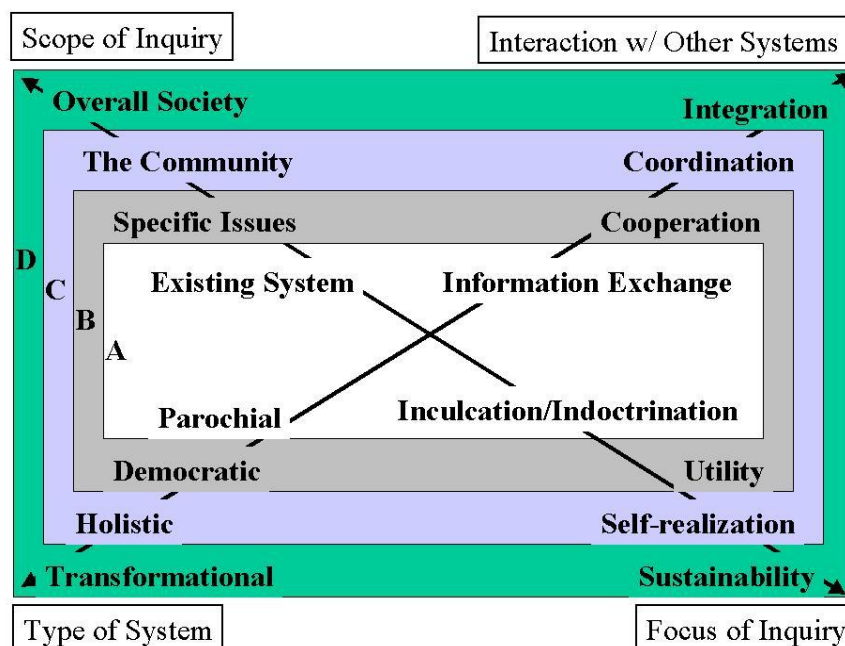 Scope of Inquiry
Interaction w/ Other Systems
Overall Society
Integration
The Community
Coordination
Specific Issues
Cooperation
D
Existing System
Information Exchange
C
B
A
Parochial
Inculcation/Indoctrination
Democratic
Utility
Holistic
Self-realization
Transformational
Sustainability
Type of System
Focus of Inquiry